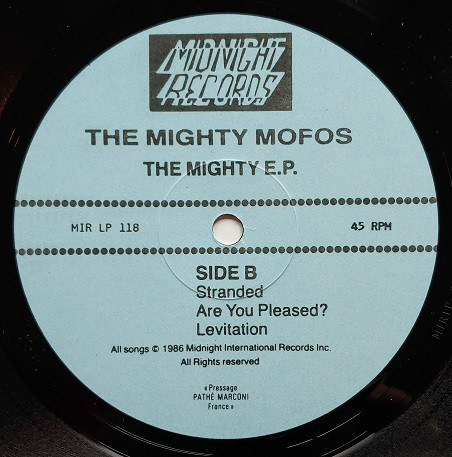 MIDNIGHT
RECORDS
THE MIGHTY MOFOS
THE MIGHTY E.P.
MIR LP 118 45 RPM
SIDE B
Stranded
Are You Pleased?
Levitation
All songs © 1986 Midnight International Records Inc.
All Rights reserved
« Pressage
PATHÉ MARCONI
France »